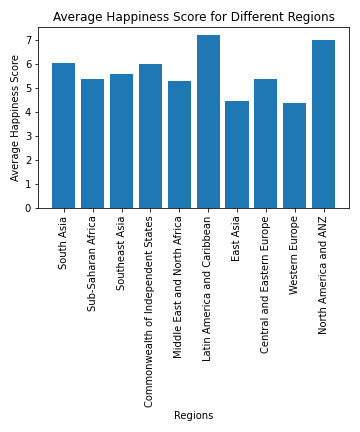 Average Happiness Score for Different Regions
Average Happiness Score
7
6
5
4
3
2
1
0
South Asia
Sub-Saharan Africa
Southeast Asia
Commonwealth of Independent States
Middle East and North Africa
Latin America and Caribbean
East Asia
Central and Eastern Europe
Western Europe
North America and ANZ
Regions